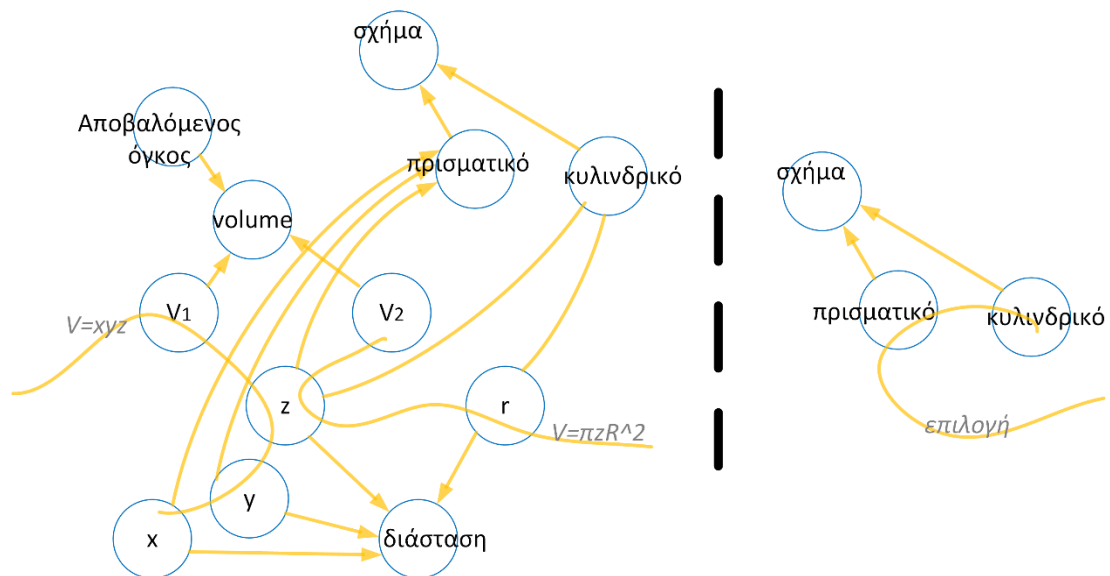 σχήμα
Αποβαλόμενος
όγκος
πρισματικό
κυλινδρικό
volume
V1
V2
V=xyz
z
r
V=πzR^2
y
x
διάσταση
σχήμα
πρισματικό
κυλινδρικό
επιλογή